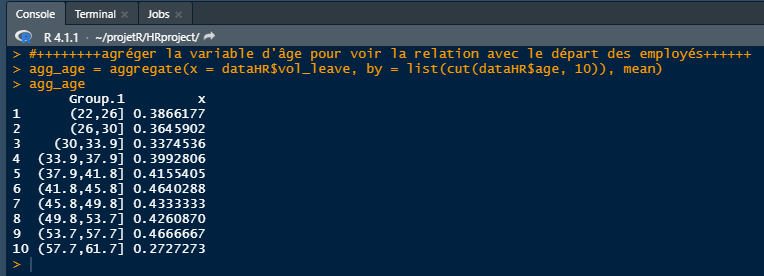 Console Terminal × Jobs ×
R 4.1.1 · ~/projetR/HRproject/
> #++++++++agréger la variable d'âge pour voir la relation avec le départ des employés++++++
> agg_age = aggregate(x = dataHR$vol_leave, by = list(cut(dataHR$age, 10)), mean)
> agg_age
Group.1 x
1 (22,26] 0.3866177
2 (26,30] 0.3645902
3 (30,33.9] 0.3374536
4 (33.9,37.9] 0.3992806
5 (37.9,41.8] 0.4155405
6 (41.8,45.8] 0.4640288
7 (45.8,49.8] 0.4333333
8 (49.8,53.7] 0.4260870
9 (53.7,57.7] 0.4666667
10 (57.7,61.7] 0.2727273
>